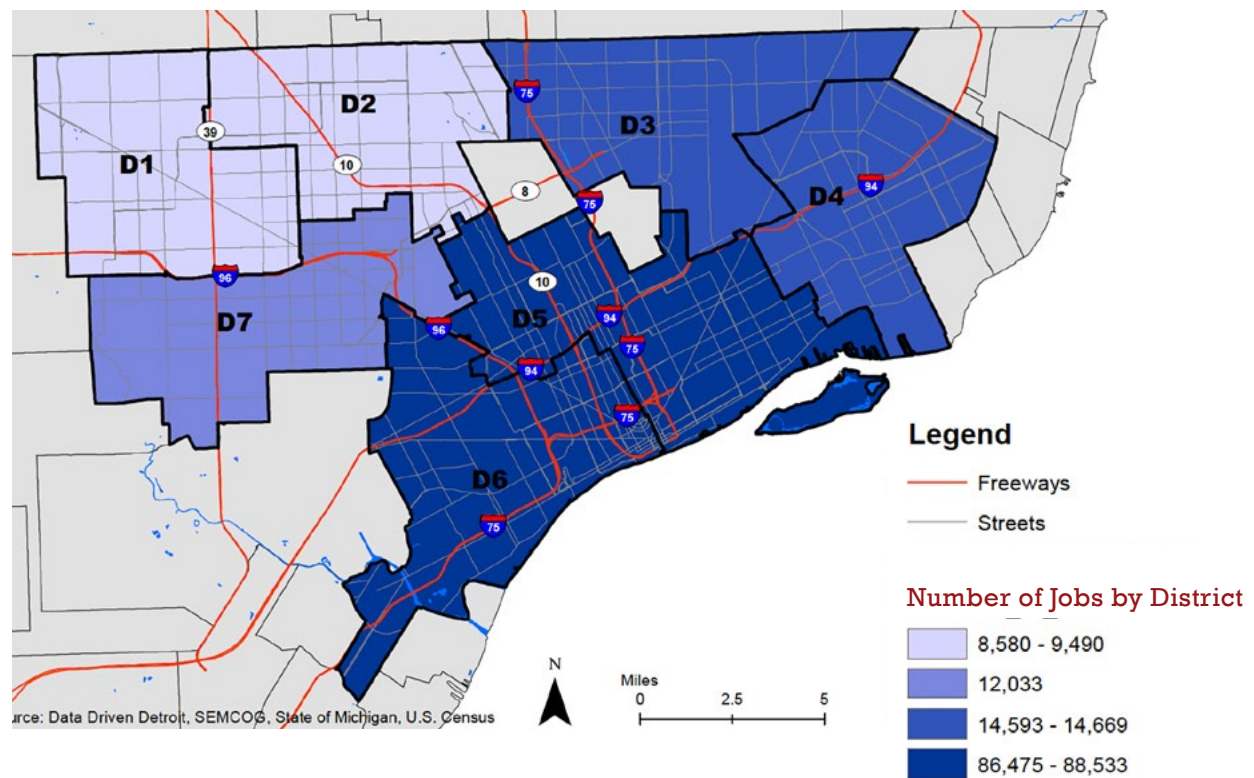 75
D2
D3
39
10
D1
94
8
D4
75
96
10
D7
D5
94
96
75
94
75
D6
75
Legend
Freeways
Streets
Number of Jobs by District
8,580 - 9,490
12,033
14,593 - 14,669
86,475 - 88,533
N
Miles
0 2.5 5
urce: Data Driven Detroit, SEMCOG, State of Michigan, U.S. Census